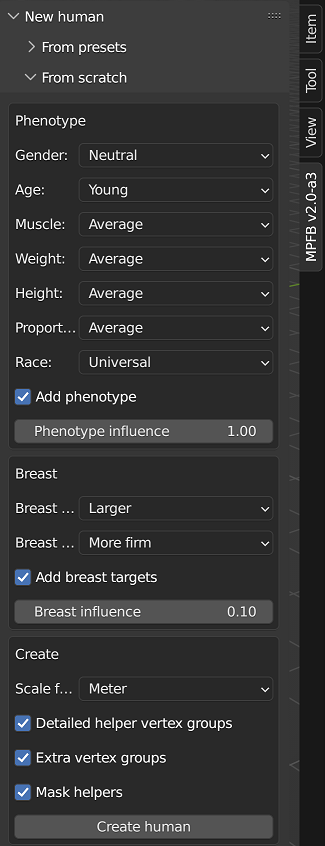 New human
From presets
From scratch
Phenotype
Gender: Neutral
Age: Young
Muscle: Average
Weight: Average
Height: Average
Proport... Average
Race: Universal
Add phenotype
Phenotype influence 1.00
Breast
Breast ... Larger
Breast ... More firm
Add breast targets
Breast influence 0.10
Create
Scale f... Meter
Detailed helper vertex groups
Extra vertex groups
Mask helpers
Create human
Item
Tool
View
MPFB v2.0-a3